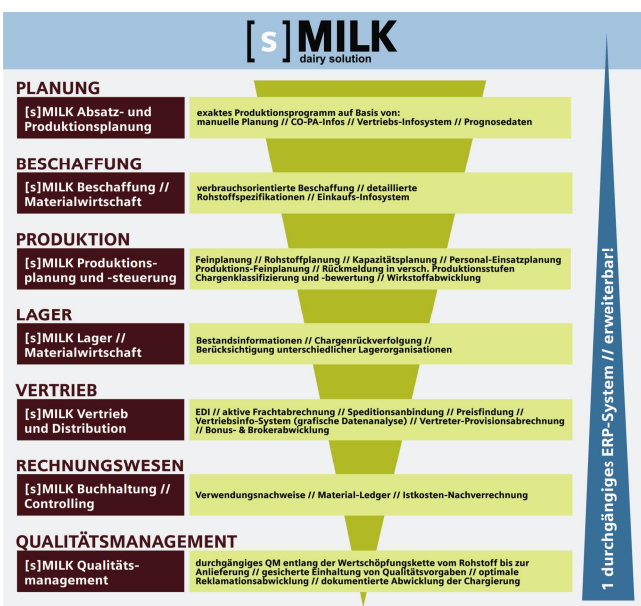 [s]MILK
dairy solution
PLANUNG
[s]MILK Absatz- und
Produktionsplanung
exaktes Produktionsprogramm auf Basis von:
manuelle Planung // CO-PA-Infos // Vertriebs-Infosystem // Prognosedaten
BESCHAFFUNG
[s]MILK Beschaffung //
Materialwirtschaft
verbrauchsorientierte Beschaffung // detaillierte
Rohstoffspezifikationen // Einkaufs-Infosystem
PRODUKTION
[s]MILK Produktions-
planung und -steuerung
Feinplanung // Rohstoffplanung // Kapazitätsplanung // Personal-Einsatzplanung
Produktions-Feinplanung // Rückmeldung in versch. Produktionsstufen
Chargenklassifizierung und -bewertung // Wirkstoffabwicklung
LAGER
[s]MILK Lager //
Materialwirtschaft
Bestandsinformationen // Chargenrückverfolgung //
Berücksichtigung unterschiedlicher Lagerorganisationen
VERTRIEB
[s]MILK Vertrieb
und Distribution
EDI // aktive Frachtabrechnung // Speditionsanbindung // Preisfindung //
Vertriebsinfo-System (grafische Datenanalyse) // Vertreter-Provisionsabrechnung
// Bonus- & Brokerabwicklung
RECHNUNGSWESEN
[s]MILK Buchhaltung //
Controlling
Verwendungsnachweise // Material-Ledger // Istkosten-Nachverrechnung
QUALITÄTSMANAGEMENT
[s]MILK Qualitäts-
management
durchgängiges QM entlang der Wertschöpfungskette vom Rohstoff bis zur
Anlieferung // gesicherte Einhaltung von Qualitätsvorgaben // optimale
Reklamationsabwicklung // dokumentierte Abwicklung der Chargierung
1 durchgängiges ERP-System // erweiterbar!